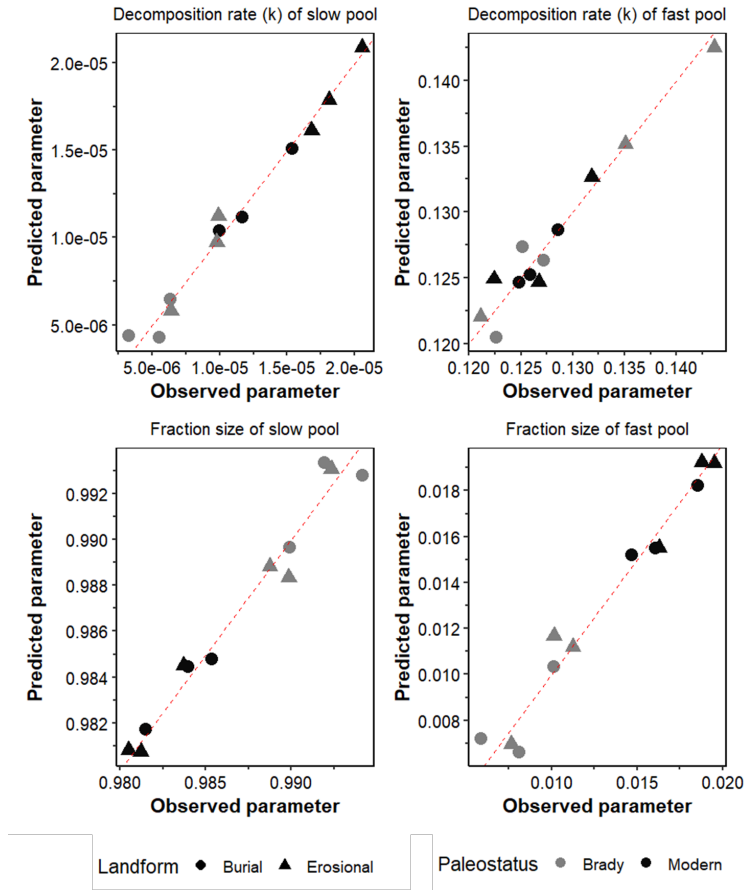 Decomposition rate (k) of slow pool
Decomposition rate (k) of fast pool
Predicted parameter
2.0e-05
1.5e-05
1.0e-05
5.0e-06
5.0e-06 1.0e-05 1.5e-05 2.0e-05
Observed parameter
Predicted parameter
0.140
0.135
0.130
0.125
0.120
0.120 0.125 0.130 0.135 0.140
Observed parameter
Fraction size of slow pool
Fraction size of fast pool
Predicted parameter
0.992
0.990
0.988
0.986
0.984
0.982
0.980 0.985 0.990
Observed parameter
Predicted parameter
0.018
0.016
0.014
0.012
0.010
0.008
0.010 0.015 0.020
Observed parameter
Landform Burial Erosional
Paleostatus Brady Modern